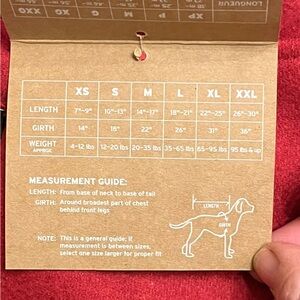 LONGUEUR
XXG G M P XP
XS S M L XL XXL
LENGTH 7"-9" 10"-13" 14"-17" 18"-21" 22"-25" 26"-30"
GIRTH 14" 18" 22" 26" 31" 36"
WEIGHT 4-12 lbs 12-20 lbs 20-35 lbs 35-65 lbs 65-95 lbs 95 lbs & up
APPROX
MEASUREMENT GUIDE:
LENGTH: From base of neck to base of tail
GIRTH: Around broadest part of chest
behind front legs
LENGTH
GIRTH
NOTE: This is a general guide; if
measurement is between sizes,
select one size larger for proper fit